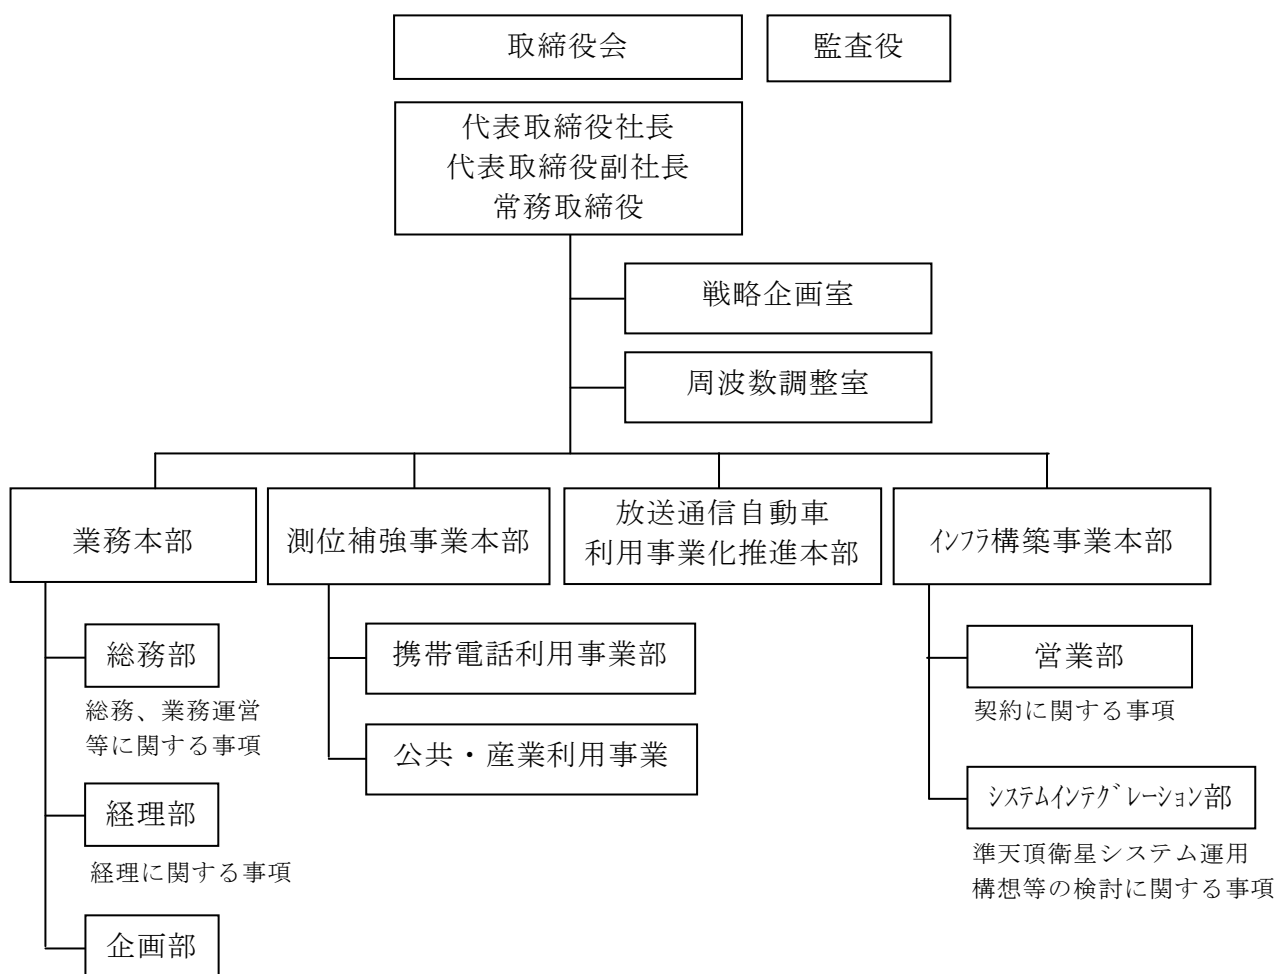 取締役会
監査役
代表取締役社長
代表取締役副社長
常務取締役
戦略企画室
周波数調整室
業務本部
測位補強事業本部
放送通信自動車
利用事業化推進本部
インフラ構築事業本部
総務部
総務、業務運営
等に関する事項
経理部
経理に関する事項
企画部
携帯電話利用事業部
公共・産業利用事業
営業部
契約に関する事項
システムインテグレーション部
準天頂衛星システム運用
構想等の検討に関する事項